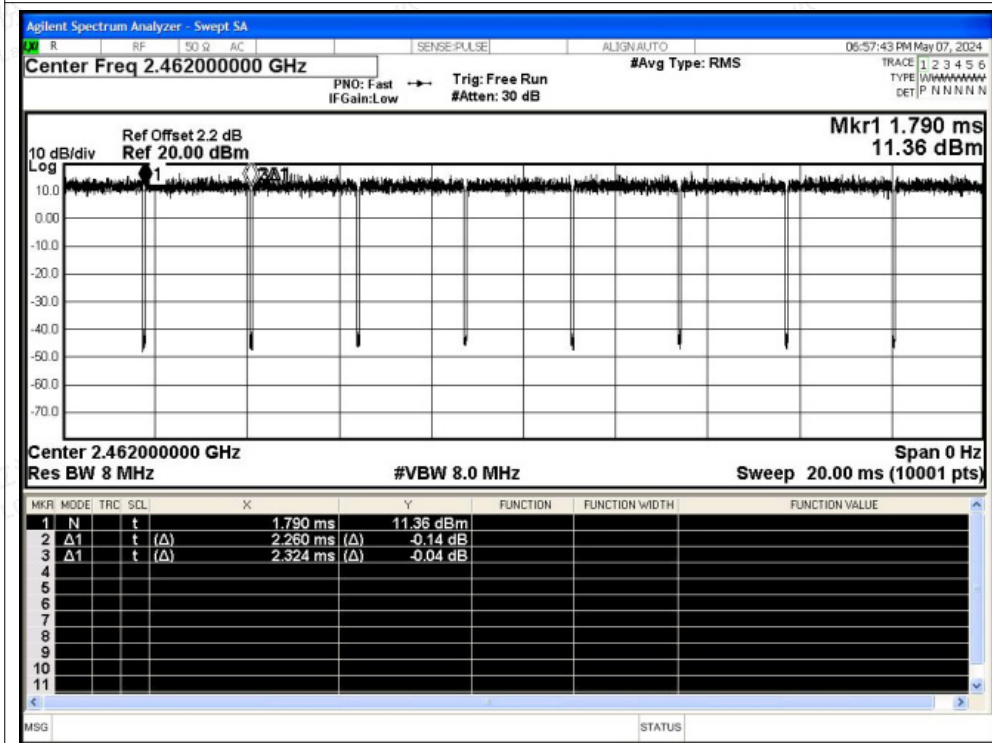 Agilent Spectrum Analyzer - Swept SA
LXI R RF 50 Ω AC SENSE:PULSE ALIGN AUTO 06:57:43 PM May 07, 2024
Center Freq 2.462000000 GHz #Avg Type: RMS TRACE 1 2 3 4 5 6
PNO: Fast Trig: Free Run TYPE WWWWWW
IFGain:Low #Atten: 30 dB DET P N N N N N
Mkr1 1.790 ms
Ref Offset 2.2 dB
10 dB/div Ref 20.00 dBm 11.36 dBm
Log
1 3Δ1
10.0
0.00
-10.0
-20.0
-30.0
-40.0
-50.0
-60.0
-70.0
Center 2.462000000 GHz Span 0 Hz
Res BW 8 MHz #VBW 8.0 MHz Sweep 20.00 ms (10001 pts)
MKR MODE TRC SCL X Y FUNCTION FUNCTION WIDTH FUNCTION VALUE
1 N t 1.790 ms 11.36 dBm
2 Δ1 t (Δ) 2.260 ms (Δ) -0.14 dB
3 Δ1 t (Δ) 2.324 ms (Δ) -0.04 dB
4
5
6
7
8
9
10
11
MSG STATUS